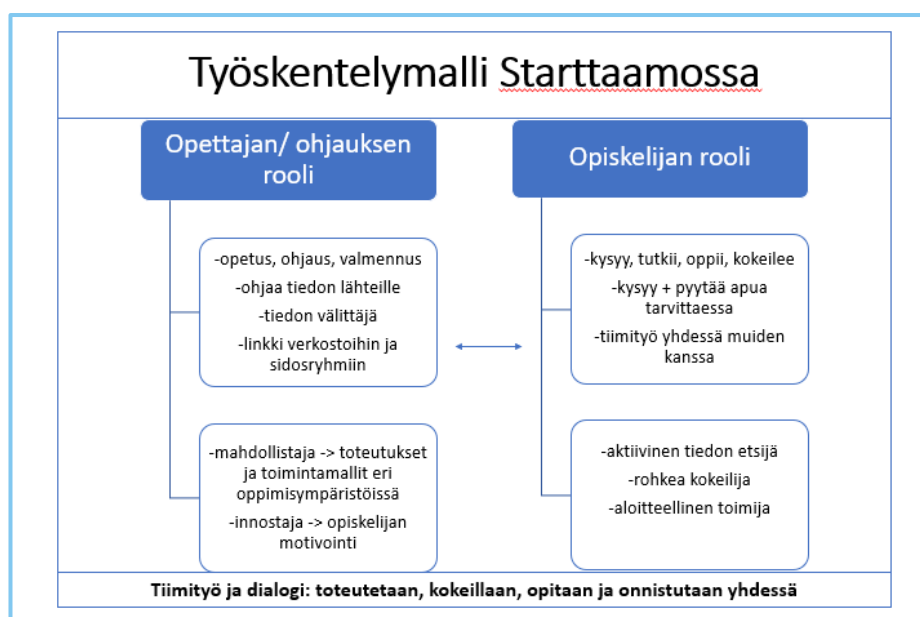 Työskentelymalli Starttaamossa
Opettajan/ ohjauksen
rooli
-opetus, ohjaus, valmennus
-ohjaa tiedon lähteille
-tiedon välittäjä
-linkki verkostoihin ja
sidosryhmiin
-mahdollistaja -> toteutukset
ja toimintamallit eri
oppimisympäristöissä
-innostaja -> opiskelijan
motivointi
Opiskelijan rooli
-kysyy, tutkii, oppii, kokeilee
-kysyy + pyytää apua
tarvittaessa
-tiimityö yhdessä muiden
kanssa
-aktiivinen tiedon etsijä
-rohkea kokeilija
-aloitteellinen toimija
Tiimityö ja dialogi: toteutetaan, kokeillaan, opitaan ja onnistutaan yhdessä